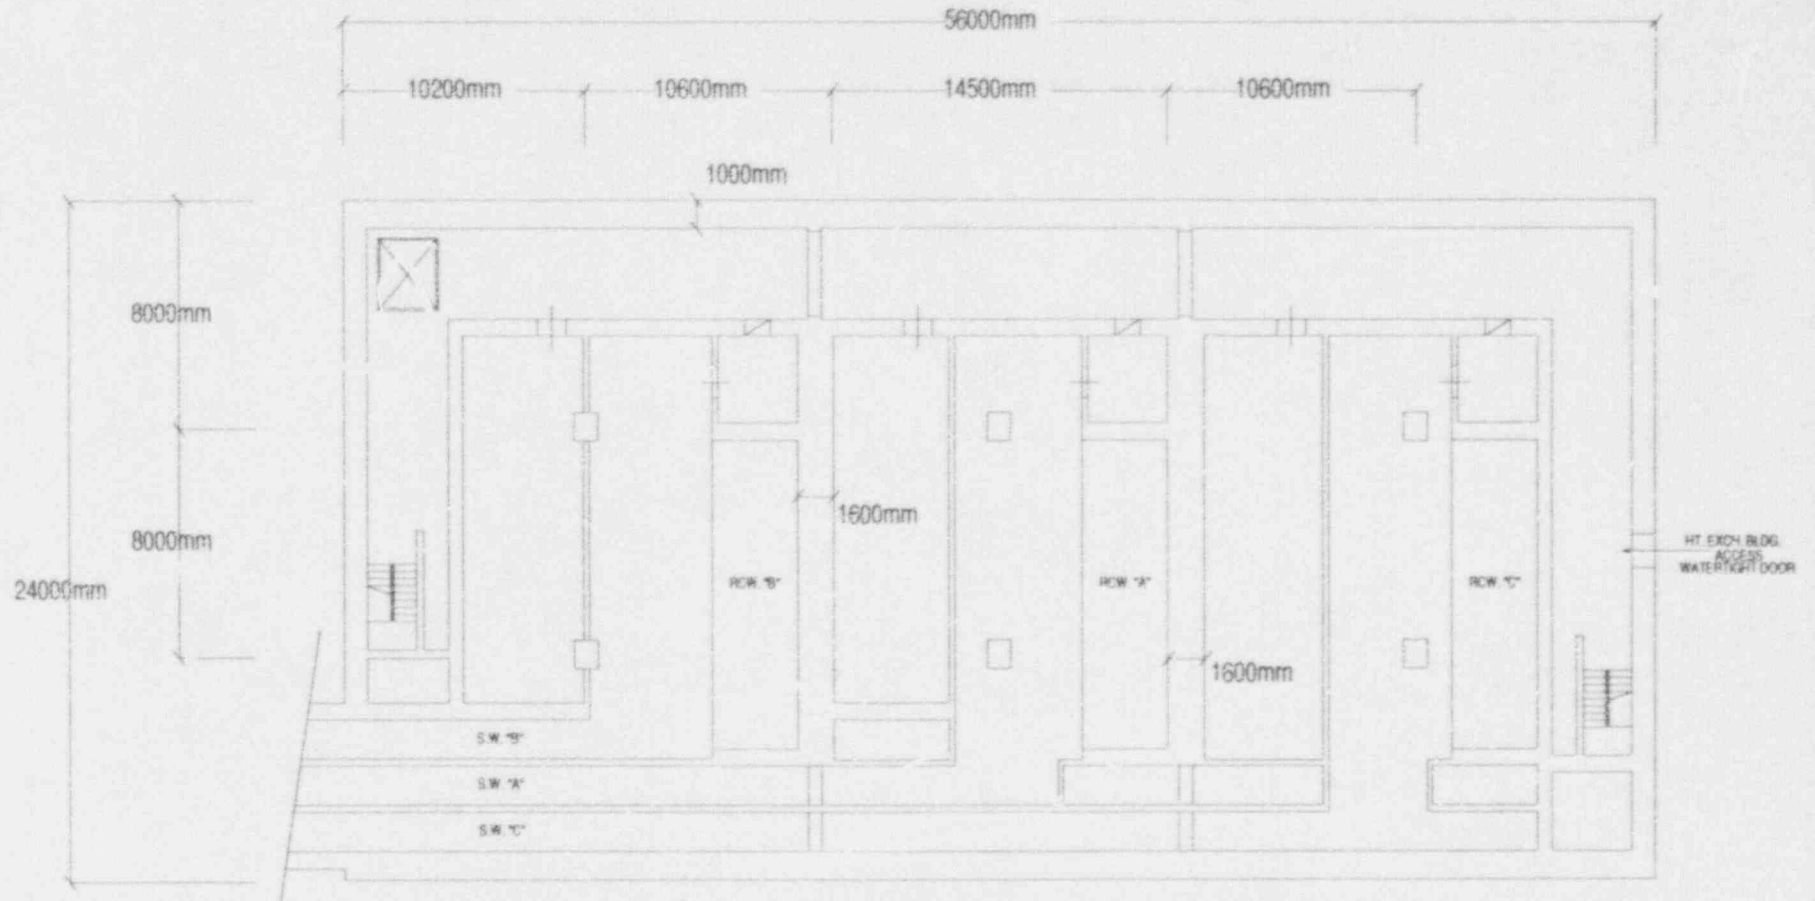 56000mm
10200mm
10600mm
14500mm
10600mm
1000mm
8000mm
8000mm
24000mm
1600mm
1600mm
RCW. "B"
RCW. "A"
RCW. "C"
HT. EXCH. BLDG.
ACCESS
WATERTIGHT DOOR
S.W. "B"
S.W. "A"
S.W. "C"